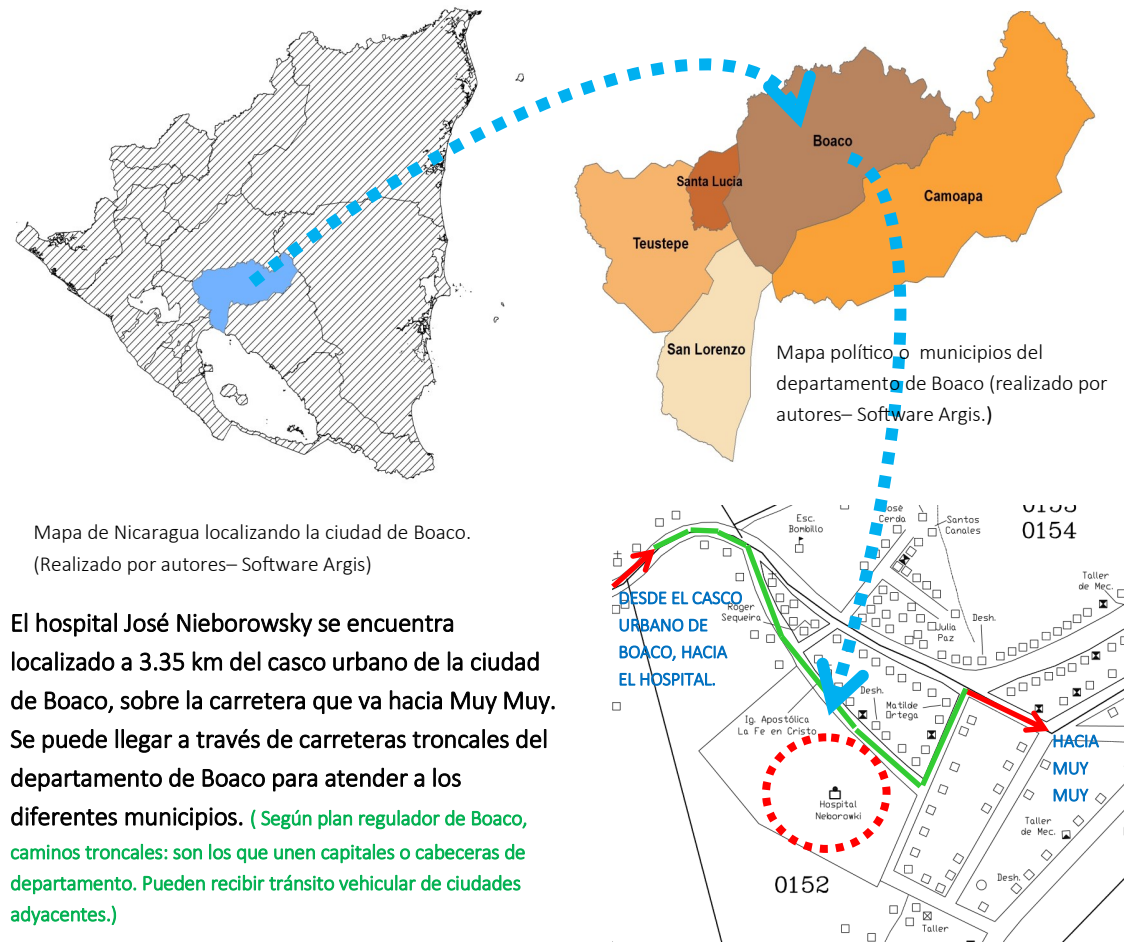 Boaco
Santa Lucia
Camoapa
Teustepe
San Lorenzo
Mapa político o municipios del
departamento de Boaco (realizado por
autores– Software Argis.)
Mapa de Nicaragua localizando la ciudad de Boaco.
(Realizado por autores– Software Argis)
El hospital José Nieborowsky se encuentra
localizado a 3.35 km del casco urbano de la ciudad
de Boaco, sobre la carretera que va hacia Muy Muy.
Se puede llegar a través de carreteras troncales del
departamento de Boaco para atender a los
diferentes municipios. ( Según plan regulador de Boaco,
caminos troncales: son los que unen capitales o cabeceras de
departamento. Pueden recibir tránsito vehicular de ciudades
adyacentes.)
Esc.
Bombillo
José
Cerda
Santos
Canales
0154
Taller
de Mec.
DESDE EL CASCO
URBANO DE
BOACO, HACIA
EL HOSPITAL.
Roger
Sequeira
Julia
Paz
Desh.
Desh.
Matilde
Ortega
Ig. Apostólica
La Fe en Cristo
HACIA
MUY
MUY
Hospital
Neborowki
Taller
de Mec.
0152
Desh.
Taller